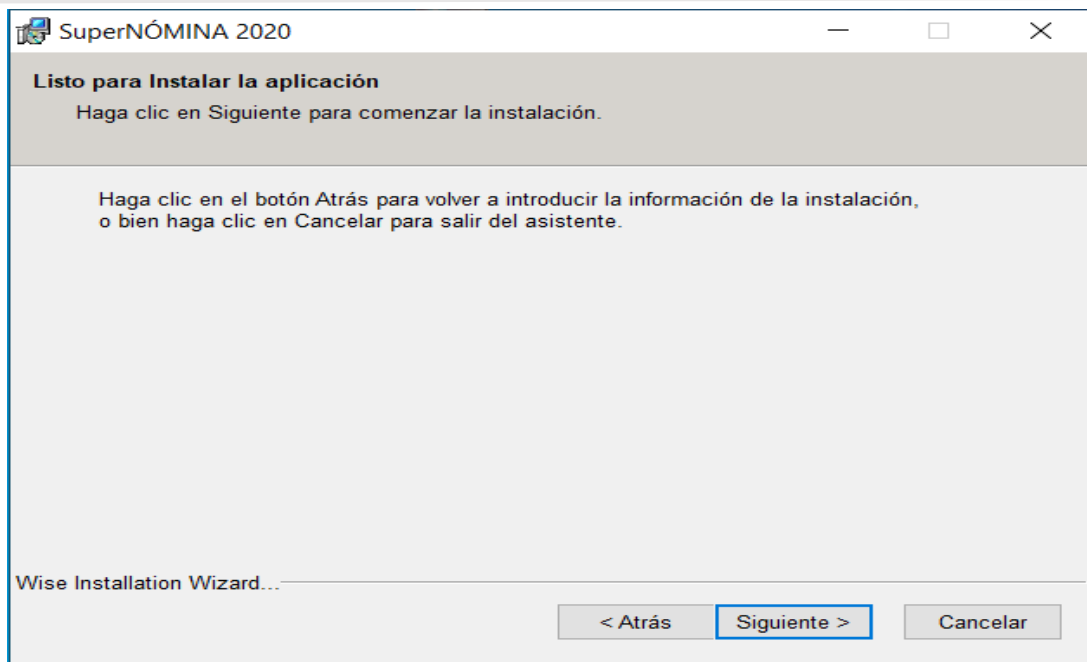 SuperNÓMINA 2020
Listo para Instalar la aplicación
Haga clic en Siguiente para comenzar la instalación.
Haga clic en el botón Atrás para volver a introducir la información de la instalación,
o bien haga clic en Cancelar para salir del asistente.
Wise Installation Wizard...
< Atrás
Siguiente >
Cancelar